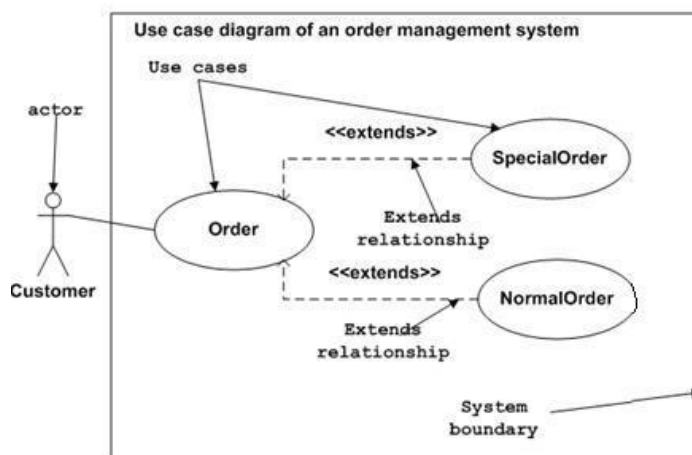 Use case diagram of an order management system
Use cases
actor
<<extends>>
SpecialOrder
Extends
relationship
Order
<<extends>>
Customer
NormalOrder
Extends
relationship
System
boundary